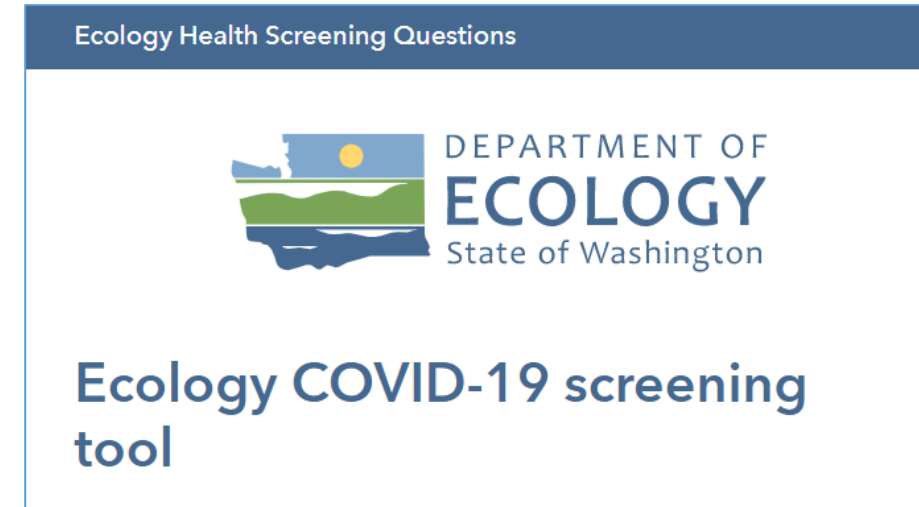 Ecology Health Screening Questions
DEPARTMENT OF
ECOLOGY
State of Washington
Ecology COVID-19 screening
tool